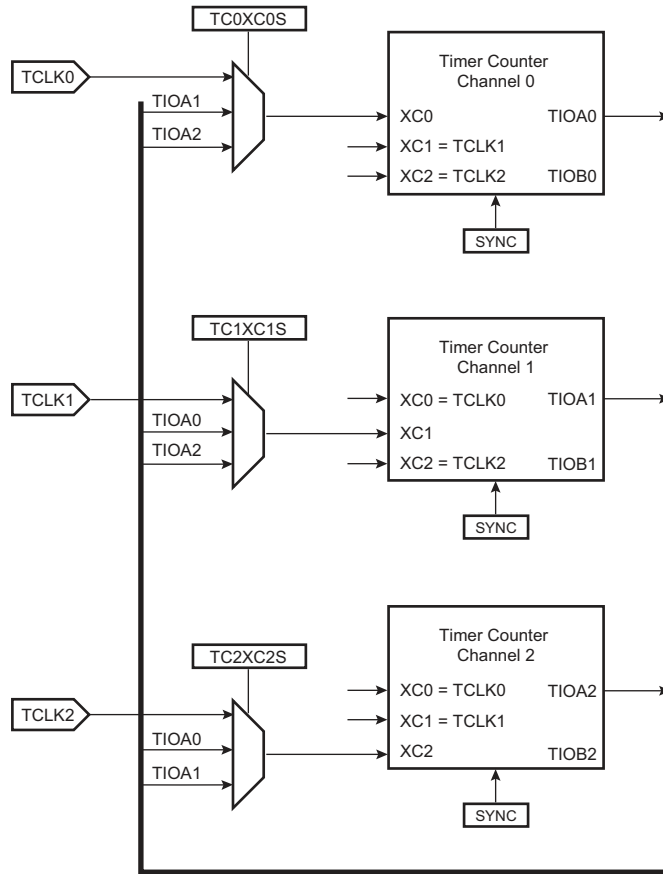 TC0XC0S
TCLK0
TIOA1
TIOA2
Timer Counter
Channel 0
XC0
TIOA0
XC1 = TCLK1
XC2 = TCLK2
TIOB0
SYNC
TC1XC1S
TCLK1
TIOA0
TIOA2
Timer Counter
Channel 1
XC0 = TCLK0
TIOA1
XC1
XC2 = TCLK2
TIOB1
SYNC
TC2XC2S
TCLK2
TIOA0
TIOA1
Timer Counter
Channel 2
XC0 = TCLK0
TIOA2
XC1 = TCLK1
XC2
TIOB2
SYNC